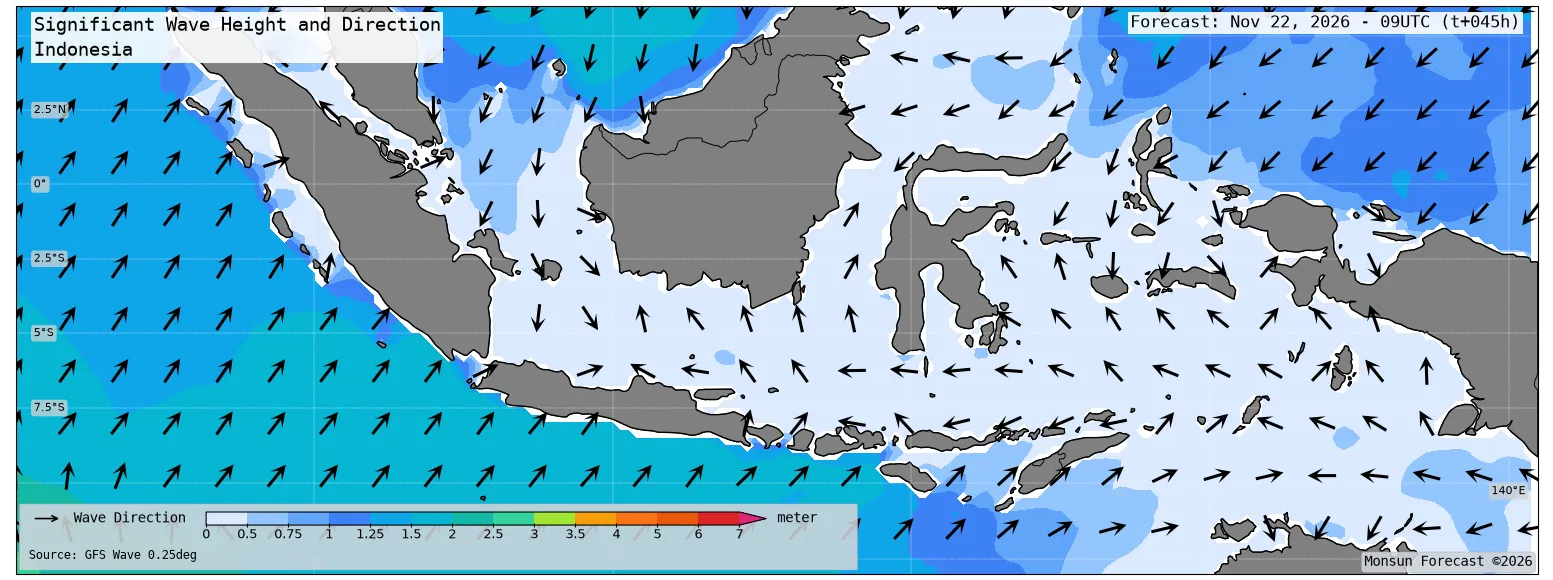 Significant Wave Height and Direction
Indonesia
Forecast: Nov 22, 2026 - 09UTC (t+045h)
2.5°N
0°
2.5°S
5°S
7.5°S
140°E
Wave Direction
meter
0 0.5 0.75 1 1.25 1.5 2 2.5 3 3.5 4 5 6 7
Source: GFS Wave 0.25deg
Monsun Forecast ©2026